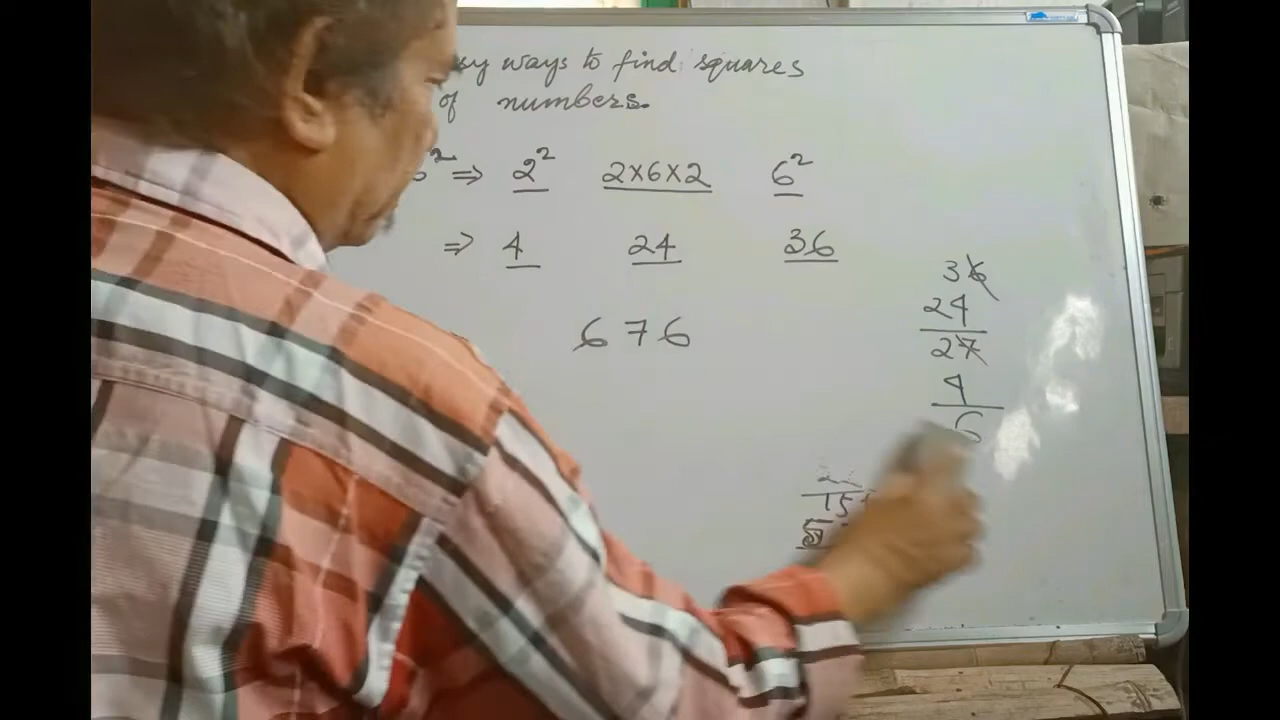 ways to find squares
of numbers.
⇒ 2² 2×6×2 6²
⇒ 4 24 36
676
36
24
27
4
6
15